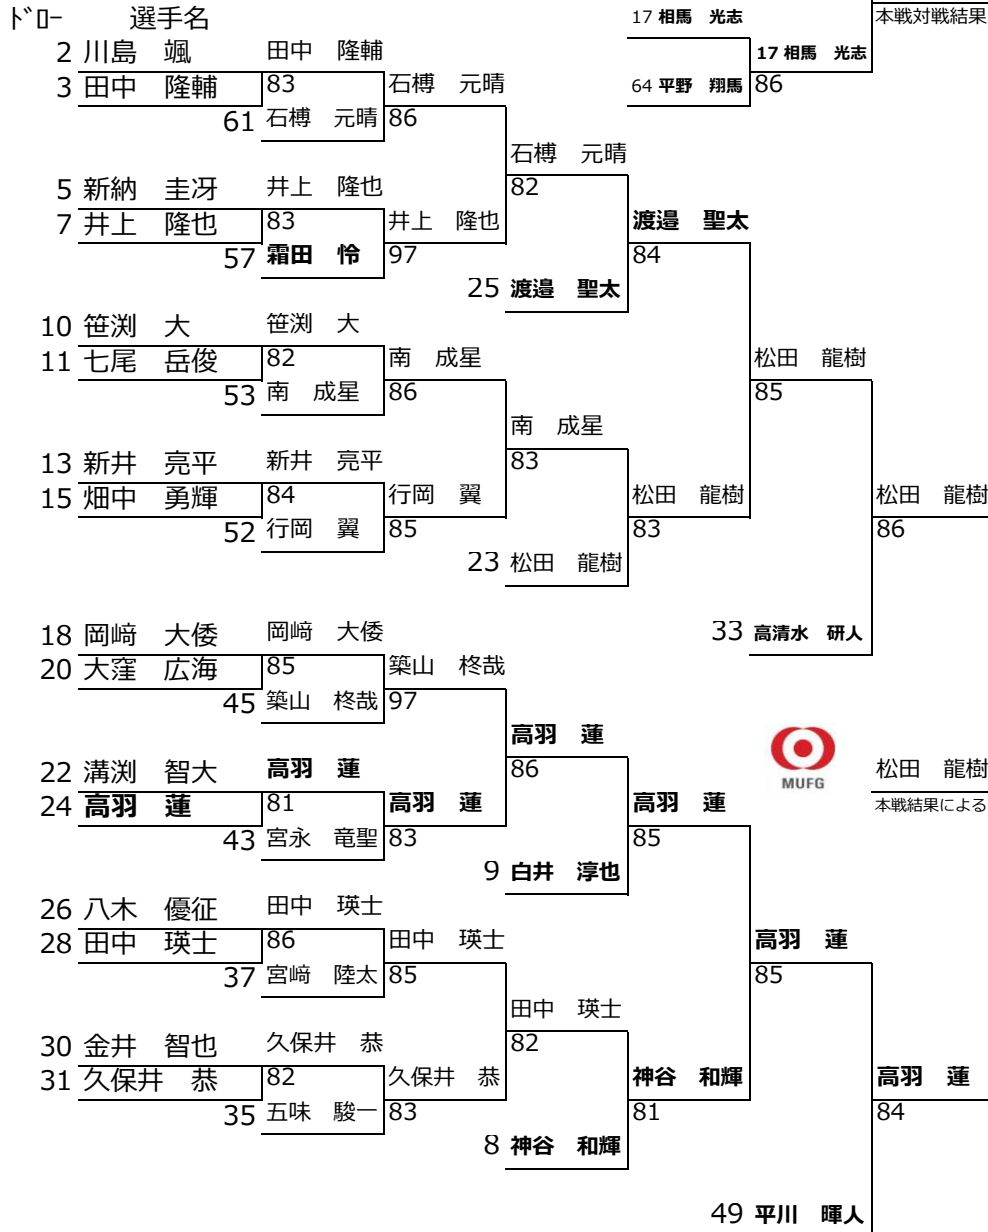 ﾄﾞﾛｰ 選手名 17 相馬 光志 本戦対戦結果
2 川島 颯 田中 隆輔 17 相馬 光志
3 田中 隆輔 83 石榑 元晴 64 平野 翔馬 86
61 石榑 元晴 86
石榑 元晴
5 新納 圭冴 井上 隆也 82
7 井上 隆也 83 井上 隆也 渡邉 聖太
57 霜田 怜 97 84
25 渡邉 聖太
10 笹渕 大 笹渕 大
11 七尾 岳俊 82 南 成星 松田 龍樹
53 南 成星 86 85
南 成星
13 新井 亮平 新井 亮平 83
15 畑中 勇輝 84 行岡 翼 松田 龍樹 松田 龍樹
52 行岡 翼 85 83 86
23 松田 龍樹
18 岡﨑 大倭 岡﨑 大倭 33 高清水 研人
20 大窪 広海 85 築山 柊哉
45 築山 柊哉 97
高羽 蓮
22 溝渕 智大 高羽 蓮 86 MUFG 松田 龍樹
24 高羽 蓮 81 高羽 蓮 高羽 蓮 本戦結果による
43 宮永 竜聖 83 85
9 白井 淳也
26 八木 優征 田中 瑛士
28 田中 瑛士 86 田中 瑛士 高羽 蓮
37 宮﨑 陸太 85 85
田中 瑛士
30 金井 智也 久保井 恭 82
31 久保井 恭 82 久保井 恭 神谷 和輝 高羽 蓮
35 五味 駿一 83 81 84
8 神谷 和輝
49 平川 暉人